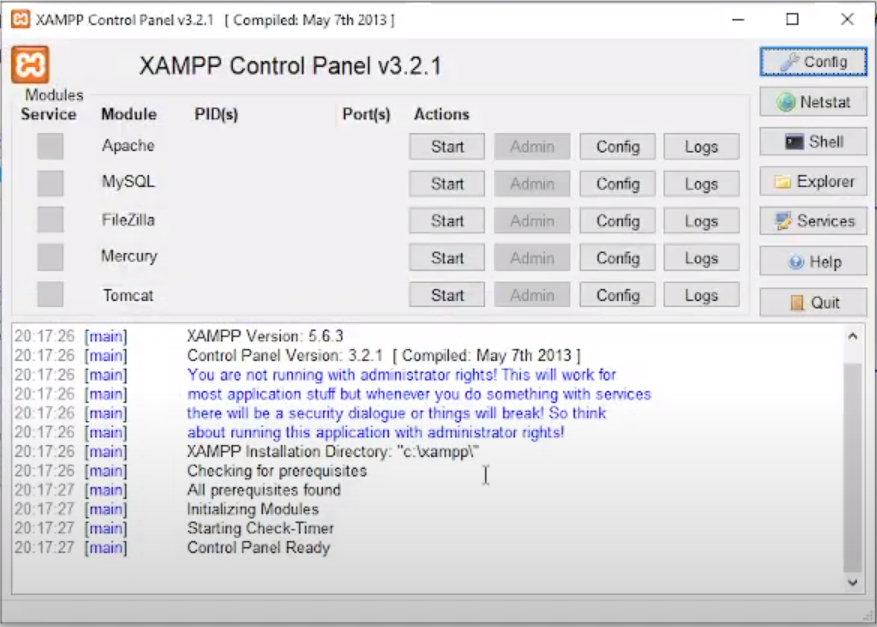 XAMPP Control Panel v3.2.1 [ Compiled: May 7th 2013 ]
XAMPP Control Panel v3.2.1
Config
Modules
Service Module PID(s) Port(s) Actions
Netstat
Apache Start Admin Config Logs
Shell
MySQL Start Admin Config Logs
Explorer
FileZilla Start Admin Config Logs
Services
Mercury Start Admin Config Logs
Help
Tomcat Start Admin Config Logs
Quit
20:17:26 [main] XAMPP Version: 5.6.3
20:17:26 [main] Control Panel Version: 3.2.1 [ Compiled: May 7th 2013 ]
20:17:26 [main] You are not running with administrator rights! This will work for
20:17:26 [main] most application stuff but whenever you do something with services
20:17:26 [main] there will be a security dialogue or things will break! So think
20:17:26 [main] about running this application with administrator rights!
20:17:26 [main] XAMPP Installation Directory: "c:\xampp\"
20:17:26 [main] Checking for prerequisites
20:17:27 [main] All prerequisites found
20:17:27 [main] Initializing Modules
20:17:27 [main] Starting Check-Timer
20:17:27 [main] Control Panel Ready